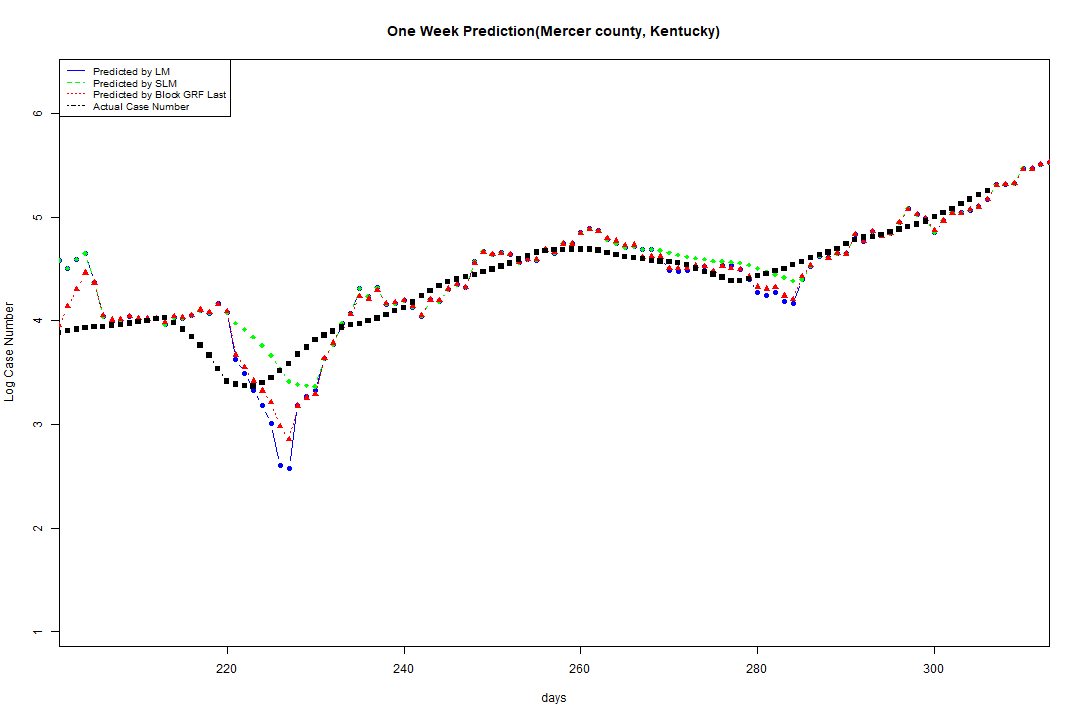 One Week Prediction(Mercer county, Kentucky)
Predicted by LM
Predicted by SLM
Predicted by Block GRF Last
Actual Case Number
6
5
4
3
2
1
Log Case Number
220 240 260 280 300
days